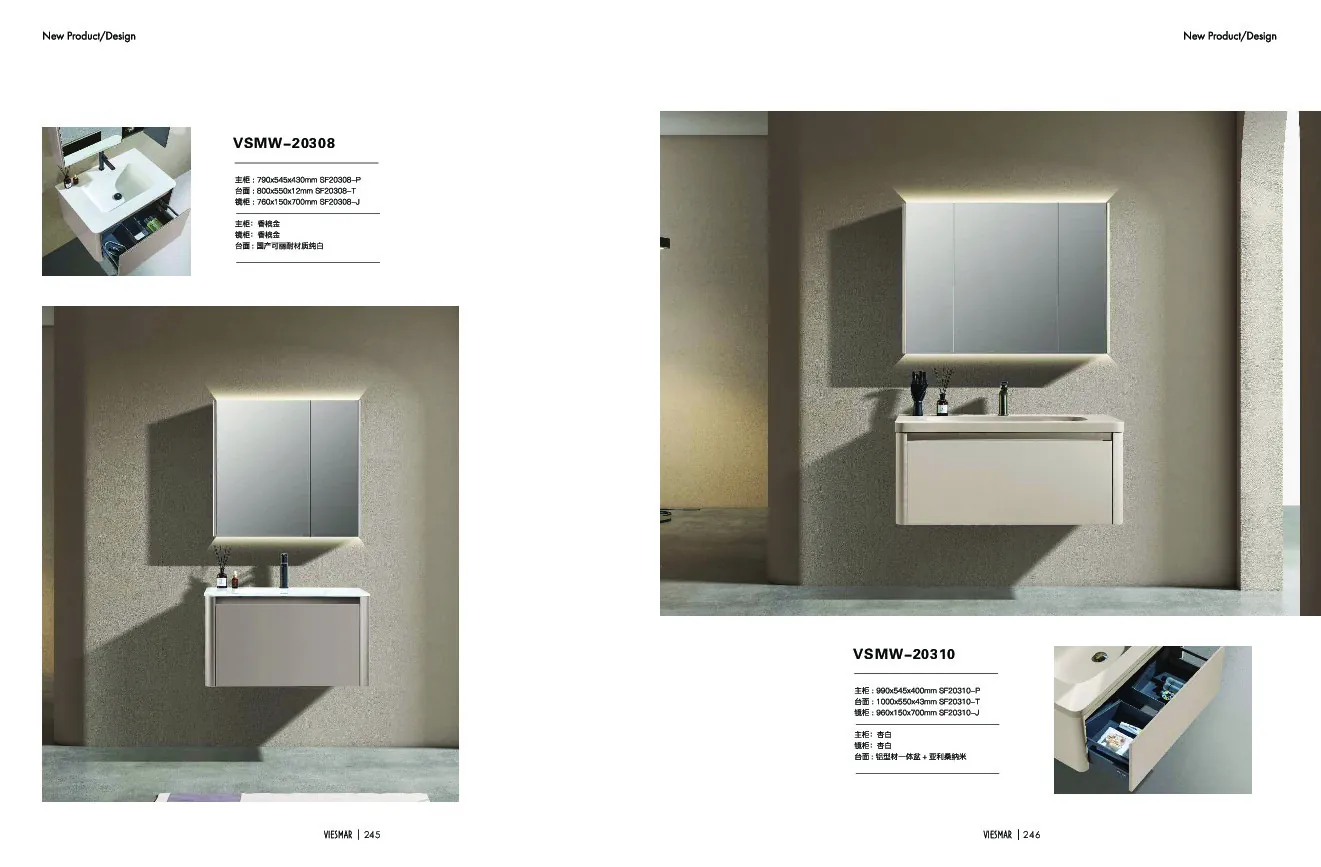 New Product/Design
New Product/Design
VSMW-20308
主柜 : 790x545x430mm SF20308-P
台面 : 800x550x12mm SF20308-T
镜柜 : 760x150x700mm SF20308-J
主柜: 香槟金
镜柜: 香槟金
台面 : 国产可丽耐材质纯白
VSMW-20310
主柜 : 990x545x400mm SF20310-P
台面 : 1000x550x43mm SF20310-T
镜柜 : 960x150x700mm SF20310-J
主柜: 杏白
镜柜: 杏白
台面 : 铝型材一体盆 + 亚利桑纳米
VIESMAR | 245
VIESMAR | 246